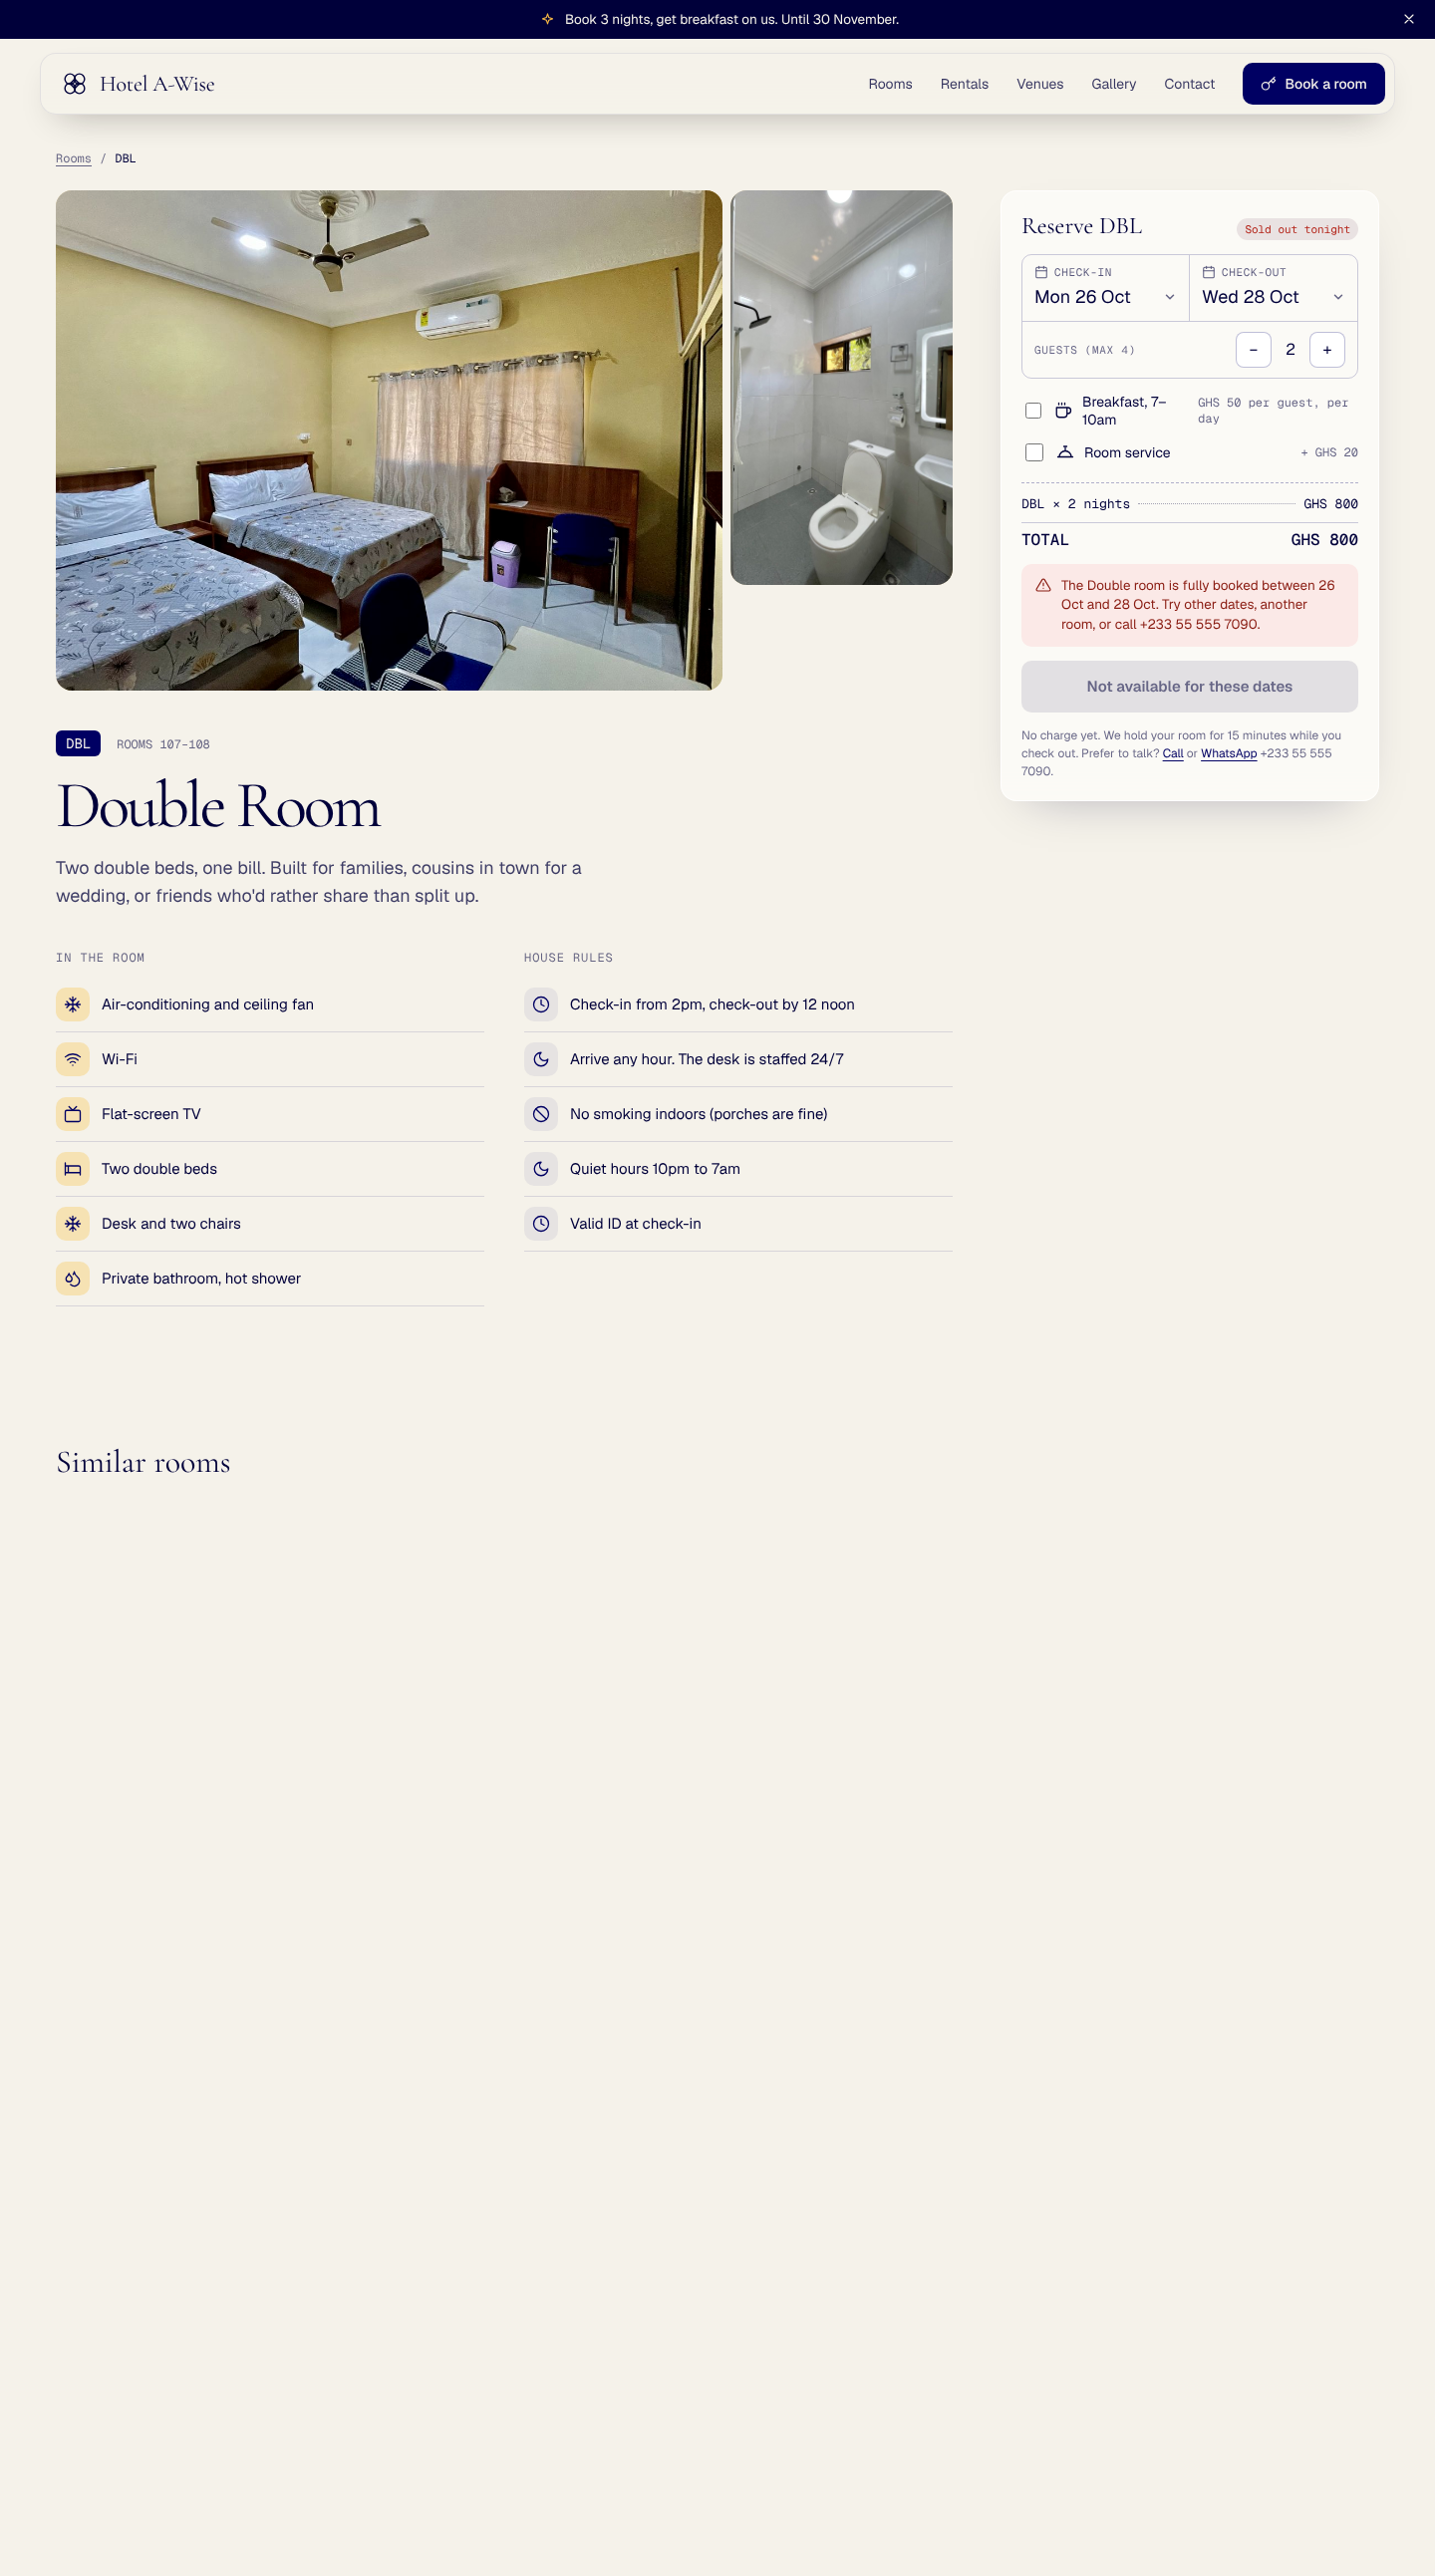 Book 3 nights, get breakfast on us. Until 30 November.
Hotel A-Wise
Rooms
Rentals
Venues
Gallery
Contact
Book a room
Rooms / DBL
Reserve DBL
Sold out tonight
CHECK-IN
Mon 26 Oct
CHECK-OUT
Wed 28 Oct
GUESTS (MAX 4)
− 2 +
Breakfast, 7–
10am
GHS 50 per guest, per
day
Room service
+ GHS 20
DBL × 2 nights
GHS 800
TOTAL
GHS 800
The Double room is fully booked between 26
Oct and 28 Oct. Try other dates, another
room, or call +233 55 555 7090.
Not available for these dates
No charge yet. We hold your room for 15 minutes while you
check out. Prefer to talk? Call or WhatsApp +233 55 555
7090.
DBL
ROOMS 107–108
Double Room
Two double beds, one bill. Built for families, cousins in town for a
wedding, or friends who'd rather share than split up.
IN THE ROOM
Air-conditioning and ceiling fan
Wi-Fi
Flat-screen TV
Two double beds
Desk and two chairs
Private bathroom, hot shower
HOUSE RULES
Check-in from 2pm, check-out by 12 noon
Arrive any hour. The desk is staffed 24/7
No smoking indoors (porches are fine)
Quiet hours 10pm to 7am
Valid ID at check-in
Similar rooms